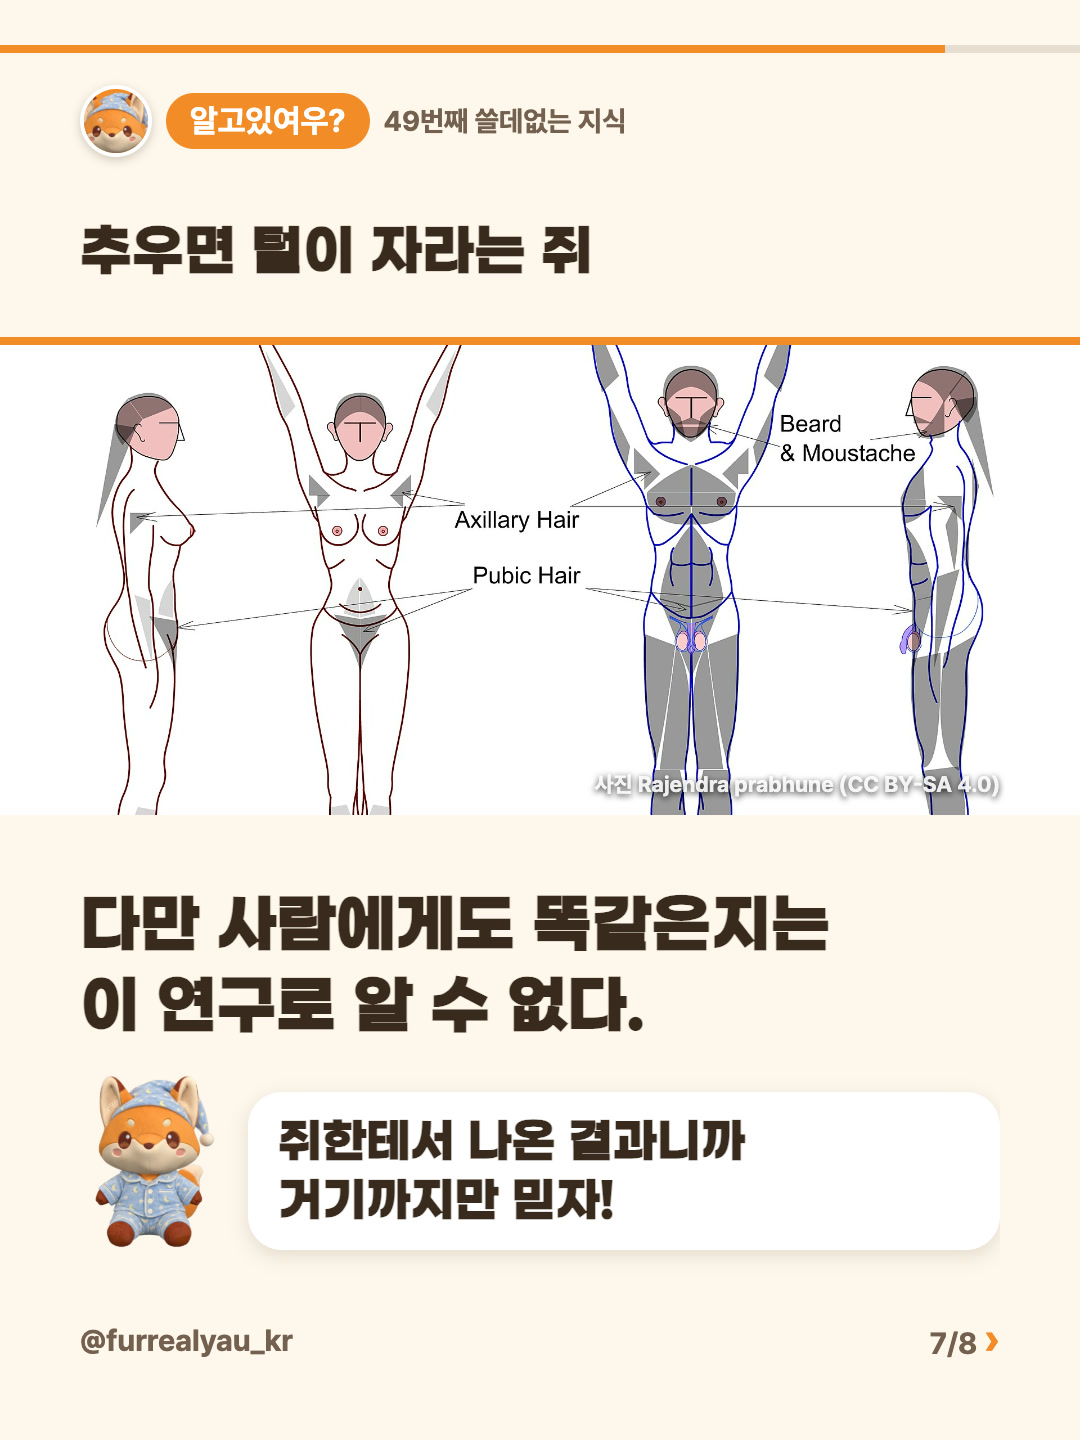 알고있여우?
49번째 쓸데없는 지식
추우면 털이 자라는 쥐
Beard
& Moustache
Axillary Hair
Pubic Hair
사진 Rajendra prabhune (CC BY-SA 4.0)
다만 사람에게도 똑같은지는
이 연구로 알 수 없다.
쥐한테서 나온 결과니까
거기까지만 믿자!
@furrealyau_kr
7/8 ›